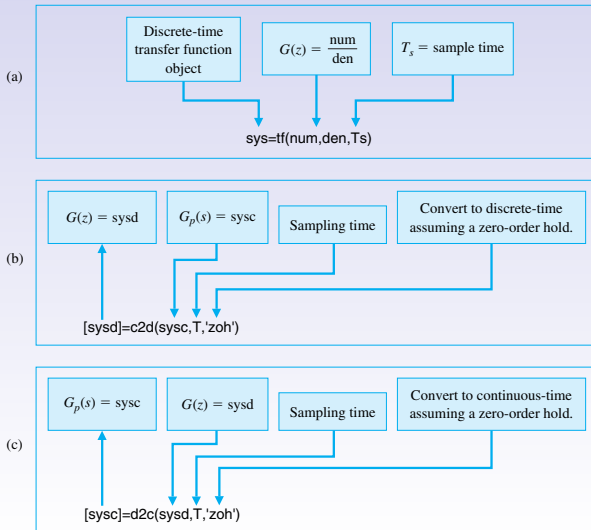 (a)
Discrete-time
transfer function
object
G(z) = num
den
T_s = sample time
sys=tf(num,den,Ts)
(b)
G(z) = sysd
G_p(s) = sysc
Sampling time
Convert to discrete-time
assuming a zero-order hold.
[sysd]=c2d(sysc,T,'zoh')
(c)
G_p(s) = sysc
G(z) = sysd
Sampling time
Convert to continuous-time
assuming a zero-order hold.
[sysc]=d2c(sysd,T,'zoh')